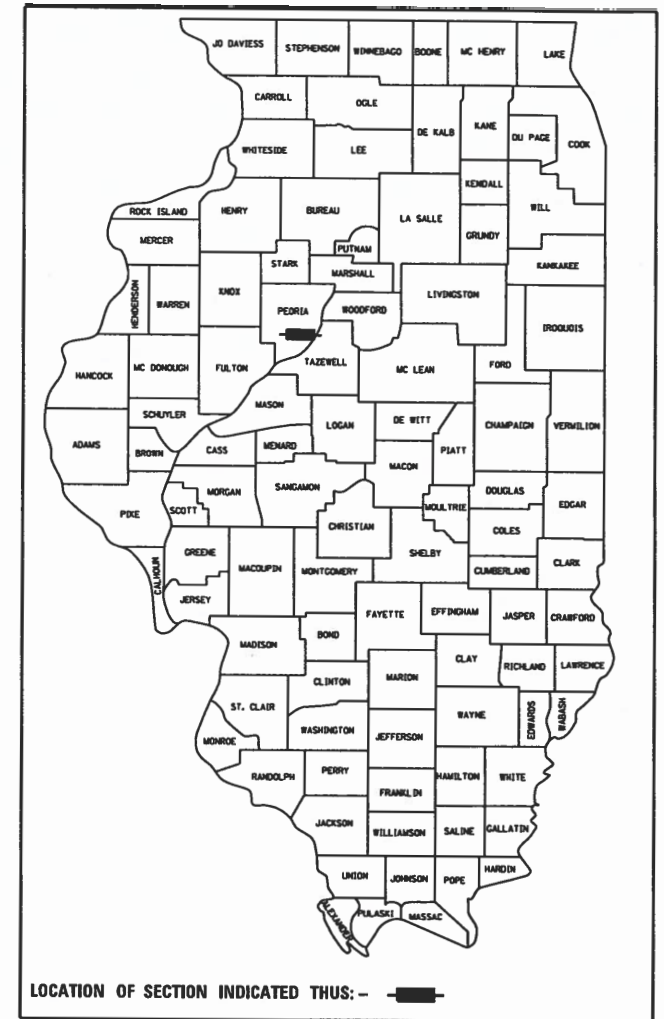 JO DAVIESS STEPHENSON WINNEBAGO BOONE MC HENRY LAKE
CARROLL OGLE
DE KALB KANE DU PAGE COOK
WHITESIDE LEE
KENDALL
ROCK ISLAND HENRY BUREAU LA SALLE WILL
GRUNDY
MERCER PUTNAM
STARK KANKAKEE
MARSHALL
HENDERSON WARREN KNOX LIVINGSTON
PEORIA WOODFORD IROQUOIS
TAZEWELL
HANCOCK MC DONOUGH FULTON MC LEAN FORD
MASON
SCHUYLER LOGAN DE WITT CHAMPAIGN VERMILION
ADAMS BROWN CASS MENARD PIATT
MACON
SANGAMON DOUGLAS
MORGAN EDGAR
PIXE SCOTT MOULTRIE
CHRISTIAN COLES
GREENE SHELBY
CALHOUN MACOUPIN MONTGOMERY CUMBERLAND CLARK
JERSEY
FAYETTE EFFINGHAM JASPER CRAWFORD
BOND
MADISON
CLAY RICHLAND LAWRENCE
CLINTON MARION
ST. CLAIR WAYNE EDWARDS WABASH
WASHINGTON
MONROE JEFFERSON
RANDOLPH PERRY HAMILTON WHITE
FRANKLIN
JACKSON WILLIAMSON SALINE GALLATIN
UNION JOHNSON POPE HARDIN
ALEXANDER PULASKI MASSAC
LOCATION OF SECTION INDICATED THUS: -